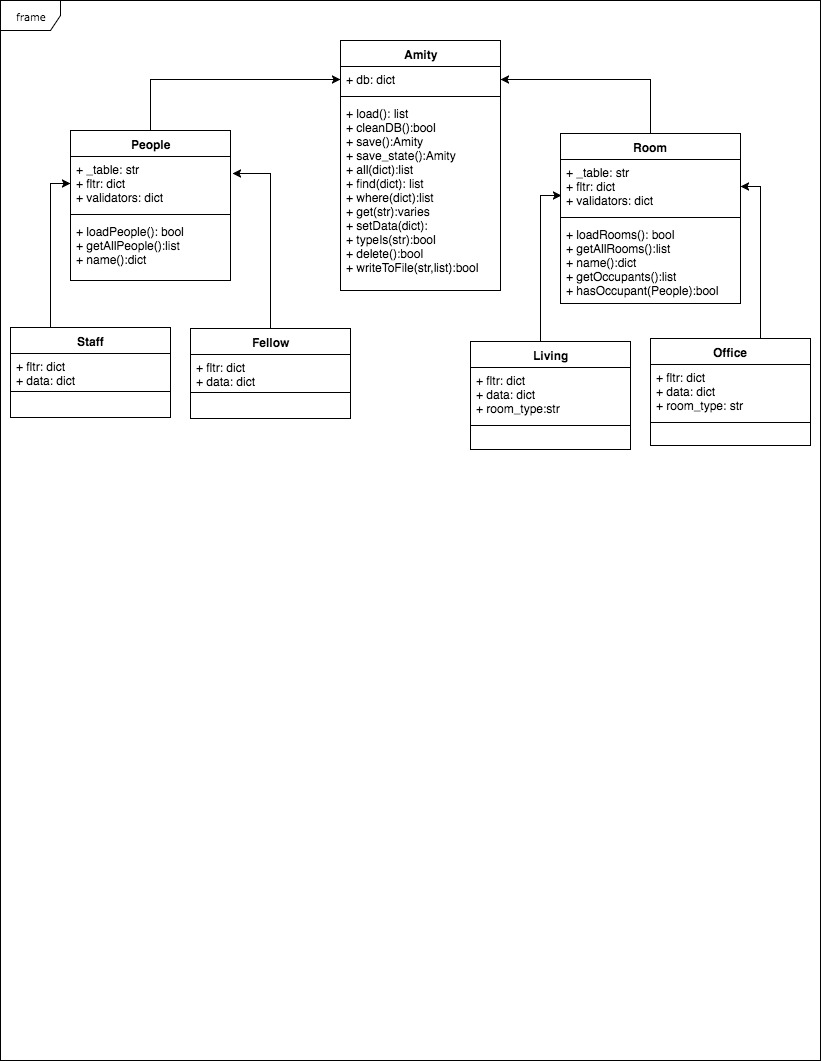 frame
Amity
+ db: dict
+ load(): list
+ cleanDB():bool
+ save():Amity
+ save_state():Amity
+ all(dict):list
+ find(dict): list
+ where(dict):list
+ get(str):varies
+ setData(dict):
+ typeIs(str):bool
+ delete():bool
+ writeToFile(str,list):bool
People
+ _table: str
+ fltr: dict
+ validators: dict
+ loadPeople(): bool
+ getAllPeople():list
+ name():dict
Room
+ _table: str
+ fltr: dict
+ validators: dict
+ loadRooms(): bool
+ getAllRooms():list
+ name():dict
+ getOccupants():list
+ hasOccupant(People):bool
Staff
+ fltr: dict
+ data: dict
Fellow
+ fltr: dict
+ data: dict
Living
+ fltr: dict
+ data: dict
+ room_type:str
Office
+ fltr: dict
+ data: dict
+ room_type: str